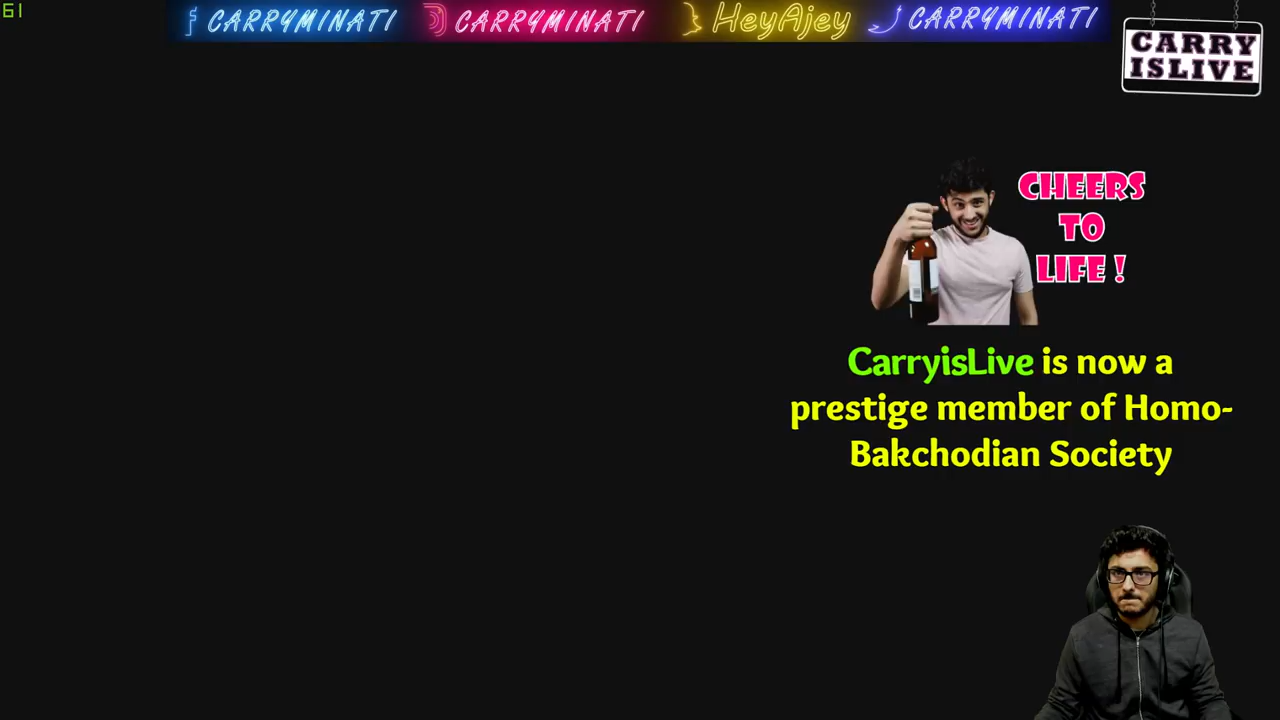 61
CARRYMINATI
CARRYMINATI
HeyAjey
CARRYMINATI
CARRY
ISLIVE
CHEERS
TO
LIFE !
CarryisLive is now a
prestige member of Homo-
Bakchodian Society